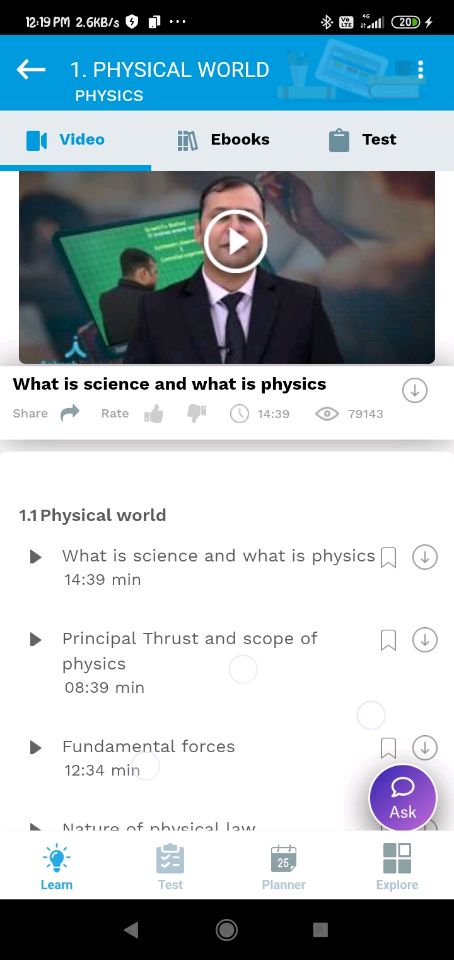 12:19 PM 2.6KB/s
Vo LTE 4G 20
1. PHYSICAL WORLD
PHYSICS
Video Ebooks Test
What is science and what is physics
Share Rate 14:39 79143
1.1 Physical world
What is science and what is physics
14:39 min
Principal Thrust and scope of
physics
08:39 min
Fundamental forces
12:34 min
Nature of physical law
Ask
25
Learn Test Planner Explore